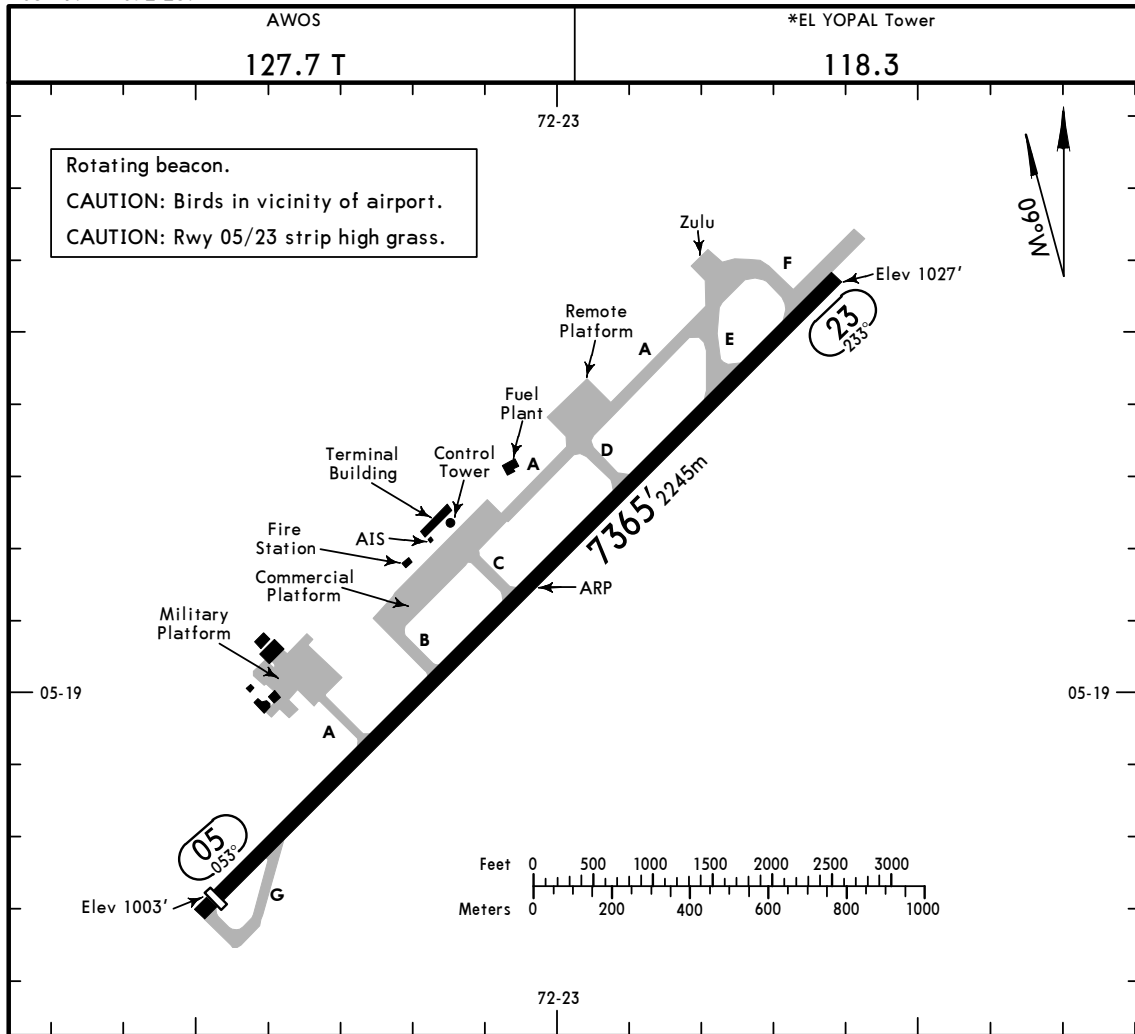 AWOS
127.7 T
*EL YOPAL Tower
118.3
72-23
Rotating beacon.
CAUTION: Birds in vicinity of airport.
CAUTION: Rwy 05/23 strip high grass.
09°W
Zulu
F
Elev 1027'
23
233°
Remote
Platform
A
E
Fuel
Plant
Terminal
Building
Control
Tower
A
D
7365' 2245m
Fire
Station
AIS
C
Commercial
Platform
ARP
Military
Platform
B
05-19
05-19
A
05
053°
Elev 1003'
G
Feet 0 500 1000 1500 2000 2500 3000
Meters 0 200 400 600 800 1000
72-23